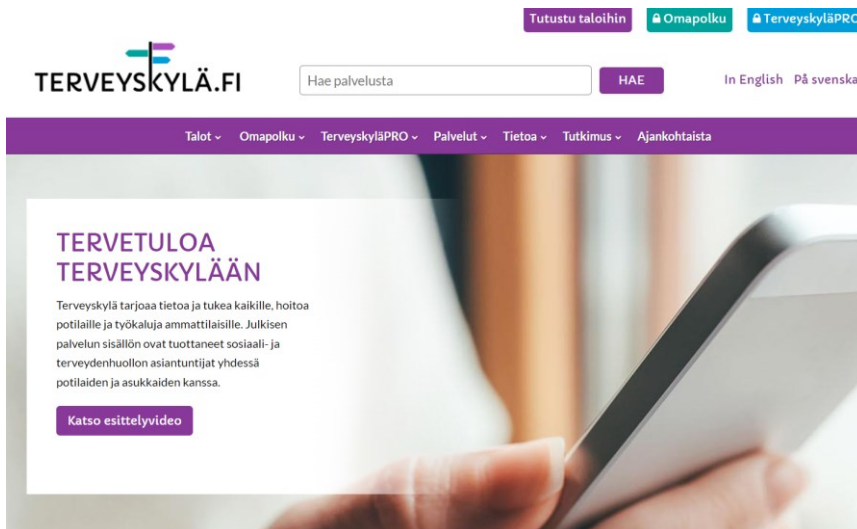 Tutustu taloihin Omapolku TerveyskyläPRO
TERVEYSKYLÄ.FI
Hae palvelusta HAE In English På svenska
Talot Omapolku TerveyskyläPRO Palvelut Tietoa Tutkimus Ajankohtaista
TERVETULOA
TERVEYSKYLÄÄN
Terveyskylä tarjoaa tietoa ja tukea kaikille, hoitoa
potilaille ja työkaluja ammattilaisille. Julkisen
palvelun sisällön ovat tuottaneet sosiaali- ja
terveydenhuollon asiantuntijat yhdessä
potilaiden ja asukkaiden kanssa.
Katso esittelyvideo